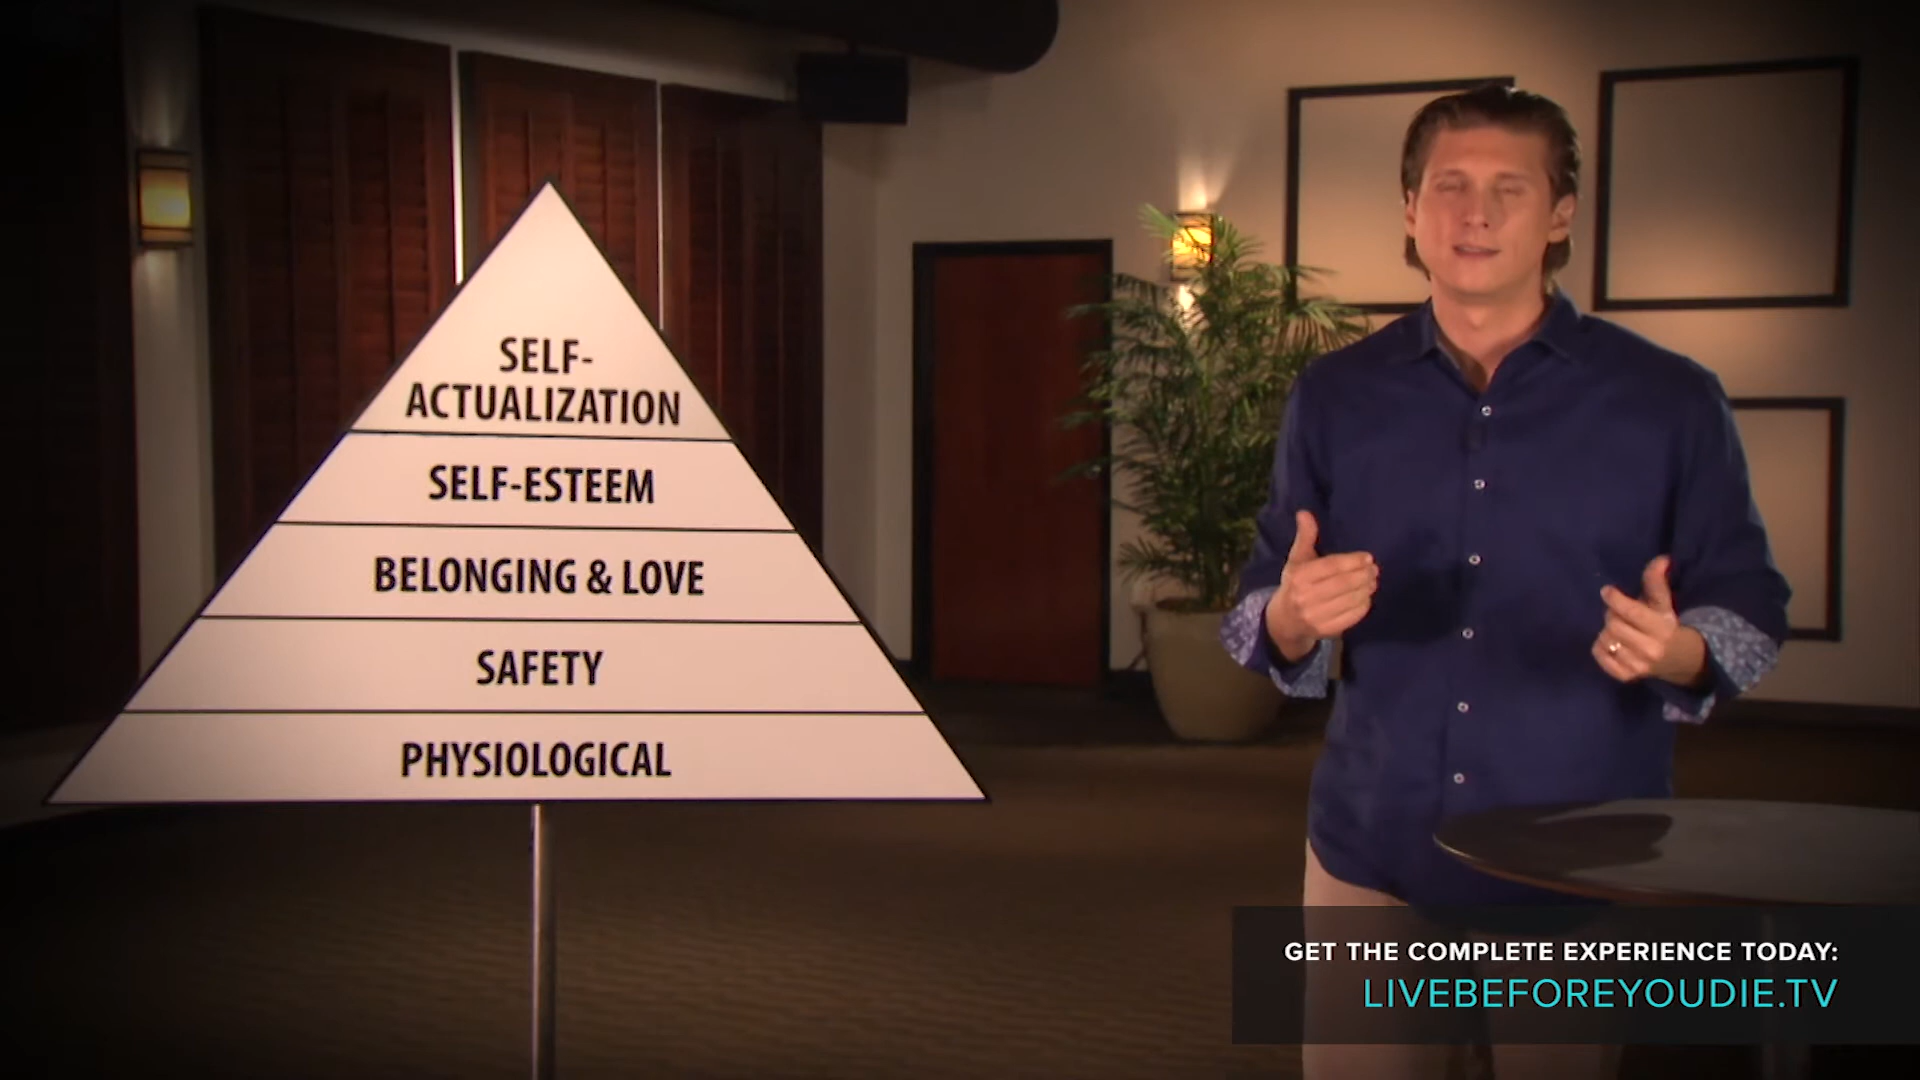 SELF-
ACTUALIZATION
SELF-ESTEEM
BELONGING & LOVE
SAFETY
PHYSIOLOGICAL
GET THE COMPLETE EXPERIENCE TODAY:
LIVEBEFOREYOUDIE.TV